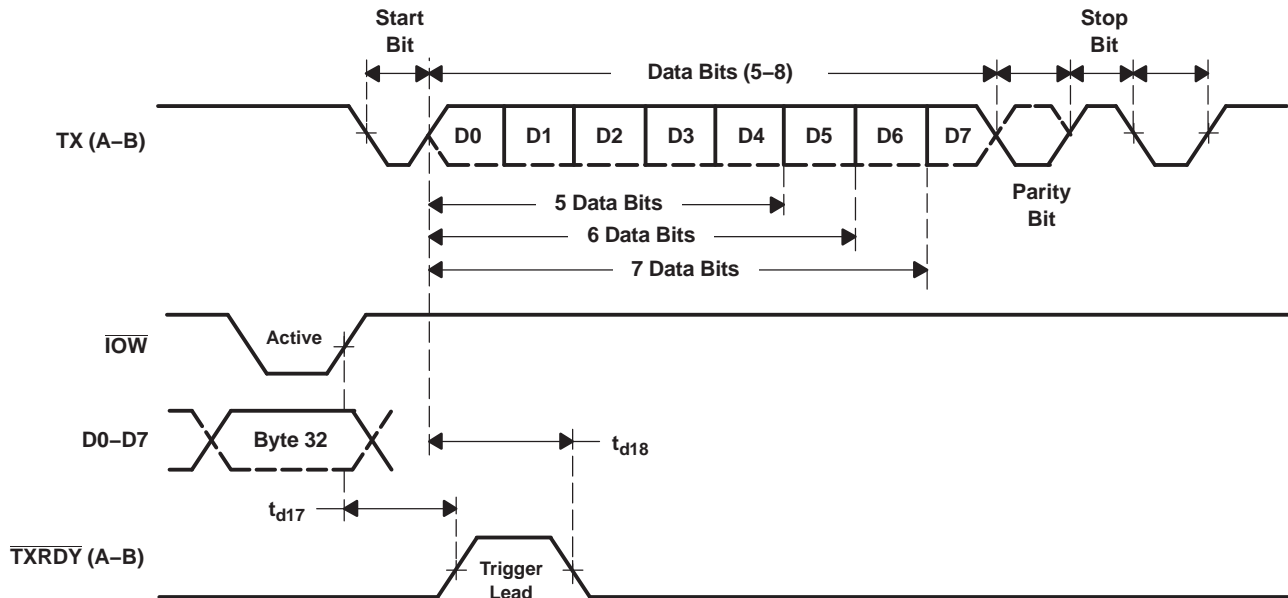 Start
Bit
Stop
Bit
Data Bits (5–8)
TX (A–B)
D0 D1 D2 D3 D4 D5 D6 D7
Parity
Bit
5 Data Bits
6 Data Bits
7 Data Bits
IOW
Active
D0–D7
Byte 32
td18
td17
TXRDY (A–B)
Trigger
Lead